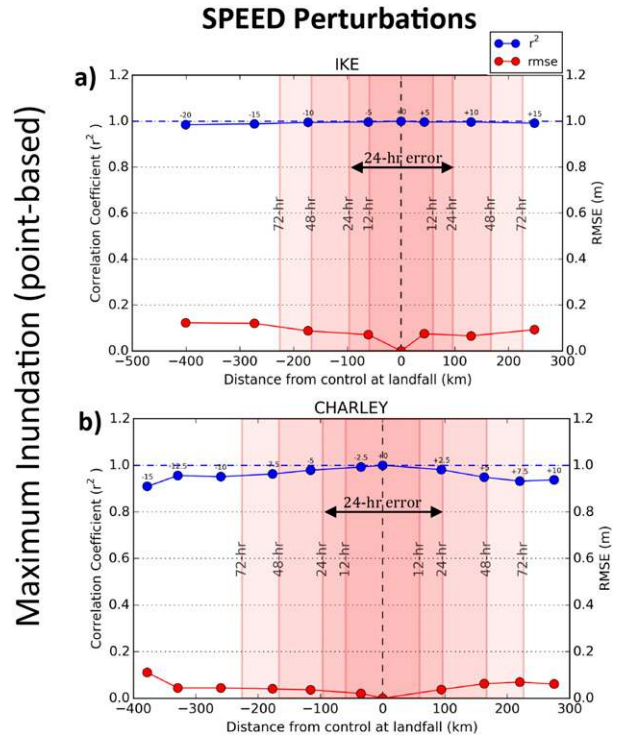 SPEED Perturbations
Maximum Inundation (point-based)
r²
rmse
a)
IKE
1.2
1.0
0.8
0.6
0.4
0.2
0.0
Correlation Coefficient (r²)
-20
-15
-10
-5
+0
+5
+10
+15
24-hr error
72-hr
48-hr
24-hr
12-hr
12-hr
24-hr
48-hr
72-hr
1.2
1.0
0.8
0.6
0.4
0.2
0.0
RMSE (m)
−500 −400 −300 −200 −100 0 100 200 300
Distance from control at landfall (km)
b)
CHARLEY
1.2
1.0
0.8
0.6
0.4
0.2
0.0
Correlation Coefficient (r²)
-15
-12.5
-10
-7.5
-5
-2.5
+0
+2.5
+5
+7.5
+10
24-hr error
72-hr
48-hr
24-hr
12-hr
12-hr
24-hr
48-hr
72-hr
1.2
1.0
0.8
0.6
0.4
0.2
0.0
RMSE (m)
−400 −300 −200 −100 0 100 200 300
Distance from control at landfall (km)